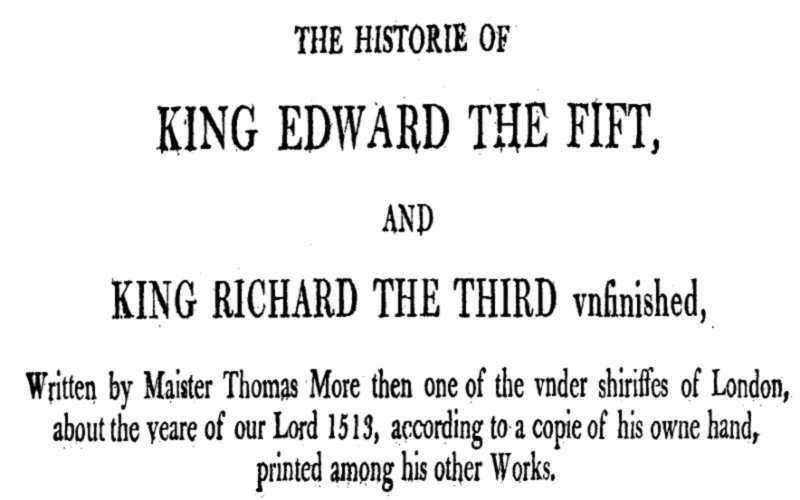 THE HISTORIE OF
KING EDWARD THE FIFT,
AND
KING RICHARD THE THIRD vnfinished,
Written by Maister Thomas More then one of the vnder shiriffes of London,
about the yeare of our Lord 1513, according to a copie of his owne hand,
printed among his other Works.